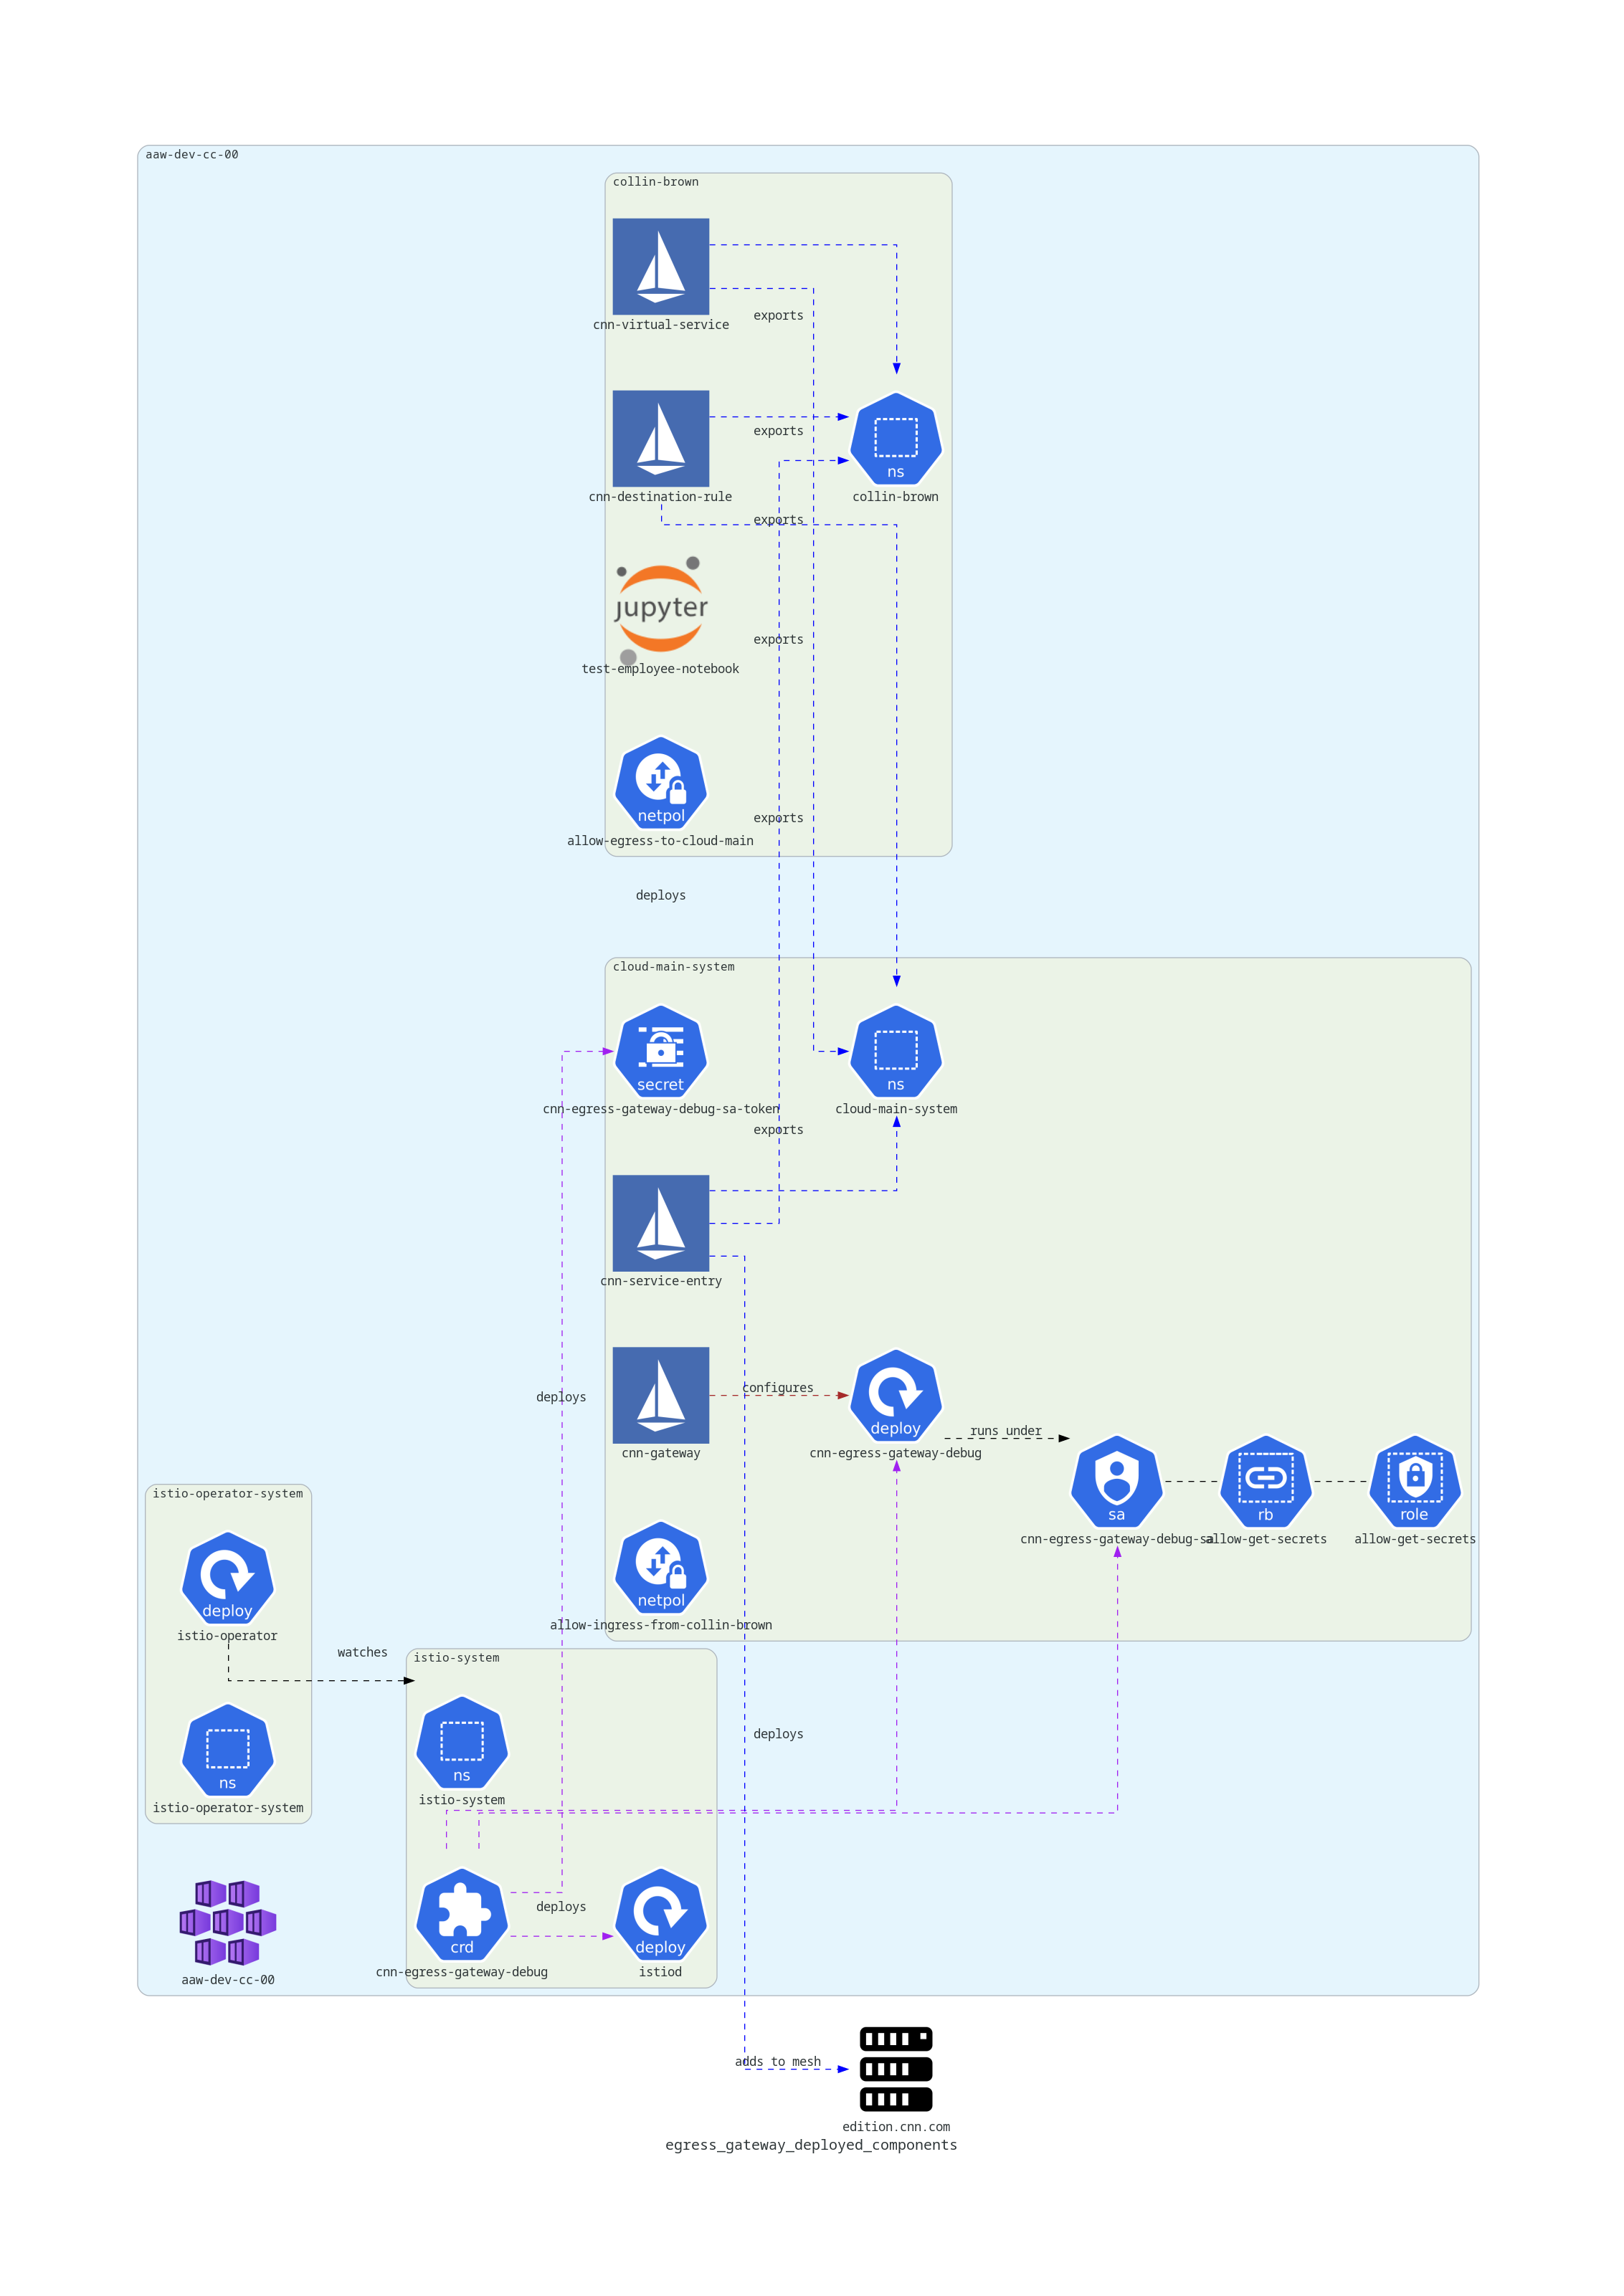 aaw-dev-cc-00
collin-brown
cnn-virtual-service
exports
exports
ns
cnn-destination-rule
collin-brown
exports
jupyter
exports
test-employee-notebook
netpol
exports
allow-egress-to-cloud-main
deploys
cloud-main-system
secret
ns
cnn-egress-gateway-debug-sa-token
cloud-main-system
exports
cnn-service-entry
configures
deploys
deploy
runs under
cnn-gateway
cnn-egress-gateway-debug
sa
rb
role
cnn-egress-gateway-debug-sa
allow-get-secrets
allow-get-secrets
istio-operator-system
deploy
netpol
istio-operator
allow-ingress-from-collin-brown
watches
istio-system
deploys
ns
ns
istio-system
istio-operator-system
deploys
crd
deploy
cnn-egress-gateway-debug
istiod
aaw-dev-cc-00
adds to mesh
edition.cnn.com
egress_gateway_deployed_components